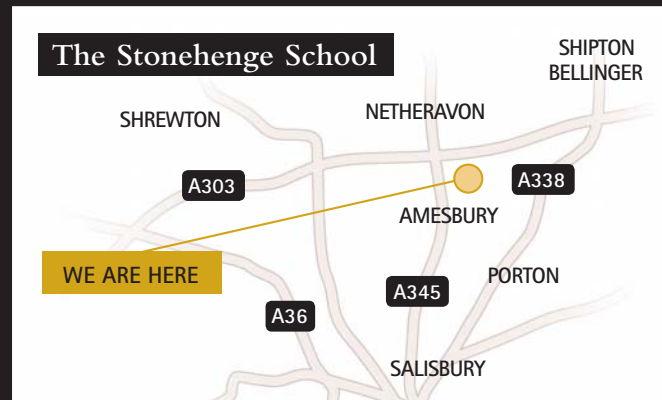 The Stonehenge School
SHIPTON
BELLINGER
NETHERAVON
SHREWTON
A303
A338
AMESBURY
WE ARE HERE
PORTON
A345
A36
SALISBURY